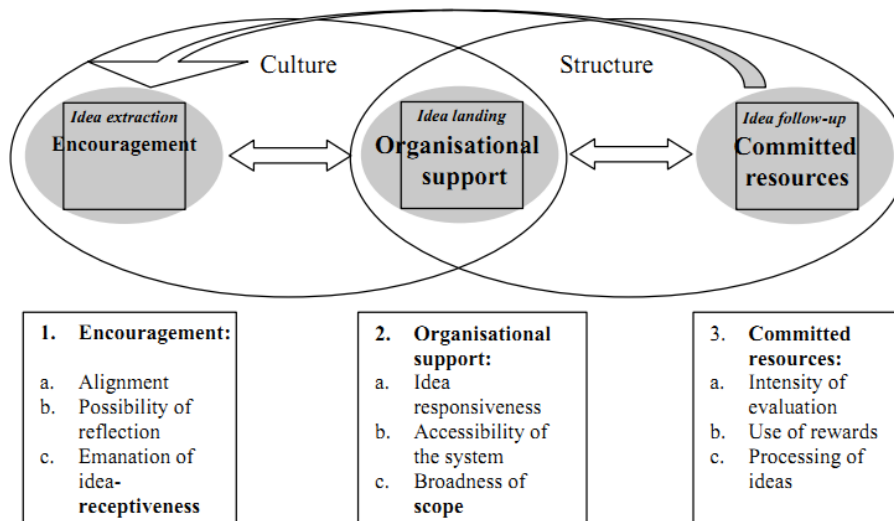 Culture
Structure
Idea extraction
Encouragement
Idea landing
Organisational
support
Idea follow-up
Committed
resources
1. Encouragement:
a. Alignment
b. Possibility of
reflection
c. Emanation of
idea-
receptiveness
2. Organisational
support:
a. Idea
responsiveness
b. Accessibility of
the system
c. Broadness of
scope
3. Committed
resources:
a. Intensity of
evaluation
b. Use of rewards
c. Processing of
ideas